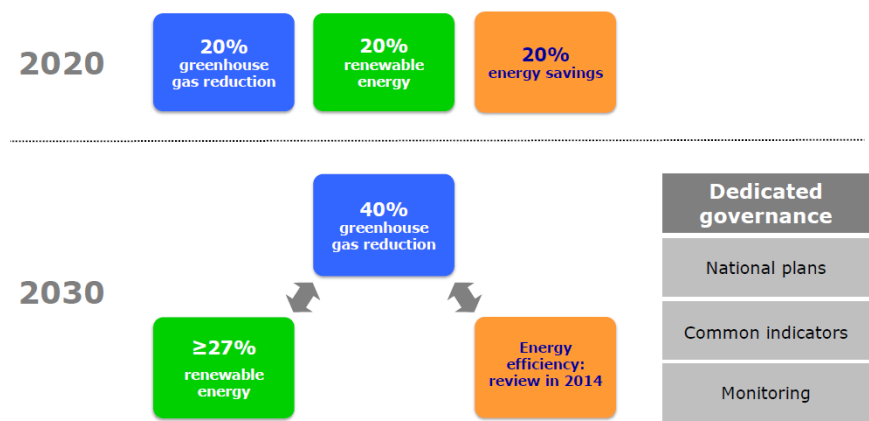 2020
20%
greenhouse
gas reduction
20%
renewable
energy
20%
energy savings
2030
40%
greenhouse
gas reduction
≥27%
renewable
energy
Energy
efficiency:
review in 2014
Dedicated
governance
National plans
Common indicators
Monitoring